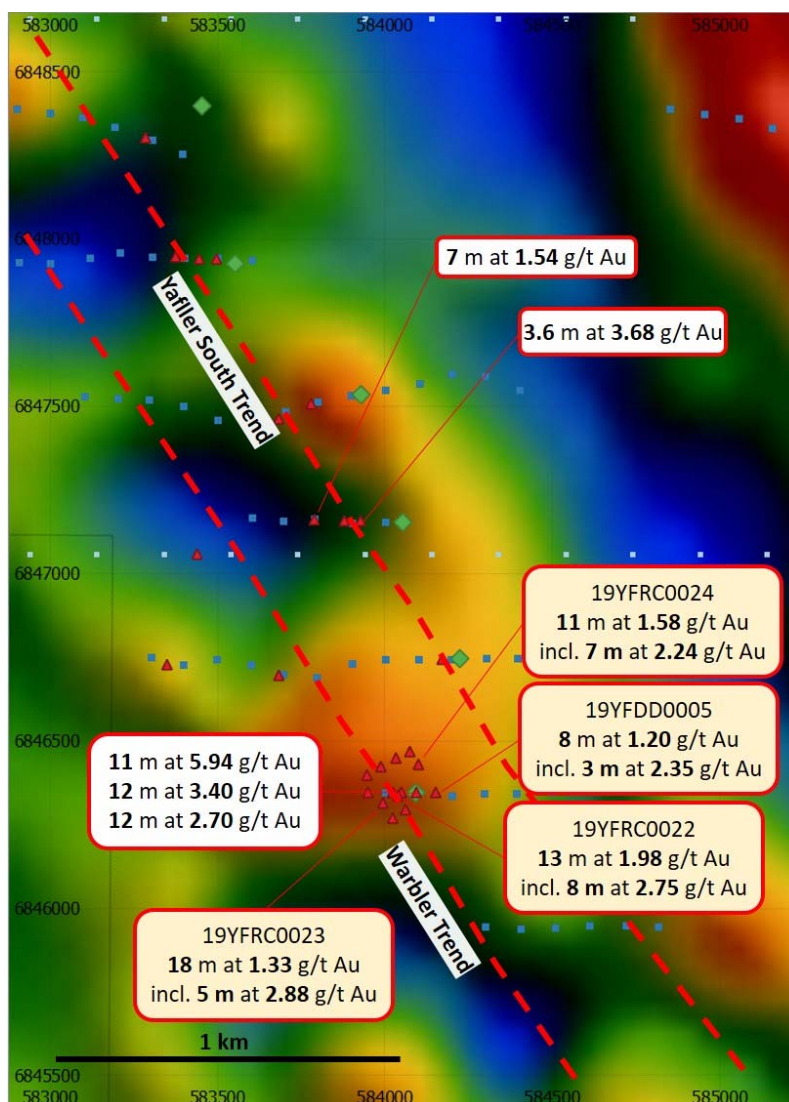 583000 583500 584000 584500 585000
6848500
6848000
7 m at 1.54 g/t Au
3.6 m at 3.68 g/t Au
Yafller South Trend
6847500
6847000
19YFRC0024
11 m at 1.58 g/t Au
incl. 7 m at 2.24 g/t Au
6846500
19YFDD0005
8 m at 1.20 g/t Au
incl. 3 m at 2.35 g/t Au
11 m at 5.94 g/t Au
12 m at 3.40 g/t Au
12 m at 2.70 g/t Au
19YFRC0022
13 m at 1.98 g/t Au
incl. 8 m at 2.75 g/t Au
Warbler Trend
6846000
19YFRC0023
18 m at 1.33 g/t Au
incl. 5 m at 2.88 g/t Au
1 km
6845500
583000 583500 584000 584500 585000